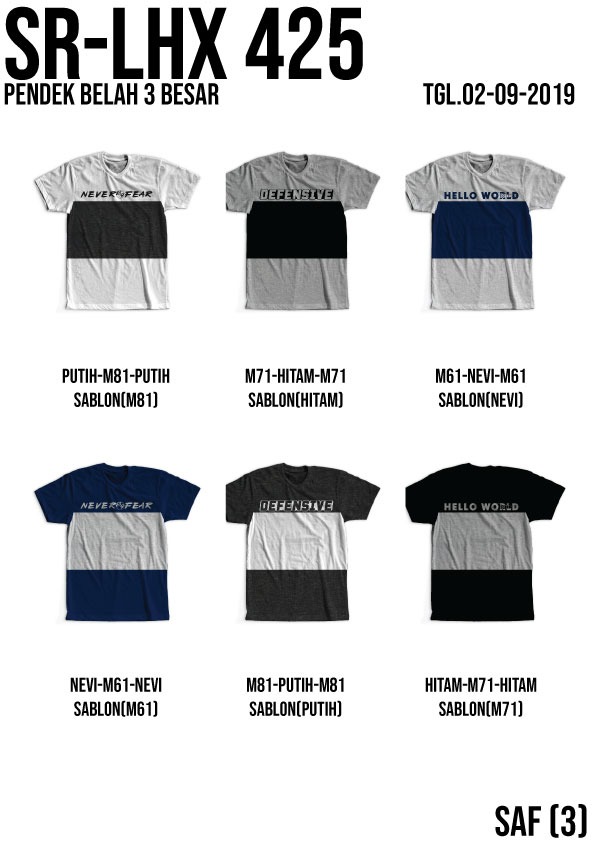 SR-LHX 425
PENDEK BELAH 3 BESAR
TGL.02-09-2019
NEVER FEAR
DEFENSIVE
HELLO WORLD
PUTIH-M81-PUTIH
SABLON(M81)
M71-HITAM-M71
SABLON(HITAM)
M61-NEVI-M61
SABLON(NEVI)
NEVER FEAR
DEFENSIVE
HELLO WORLD
NEVI-M61-NEVI
SABLON(M61)
M81-PUTIH-M81
SABLON(PUTIH)
HITAM-M71-HITAM
SABLON(M71)
SAF (3)